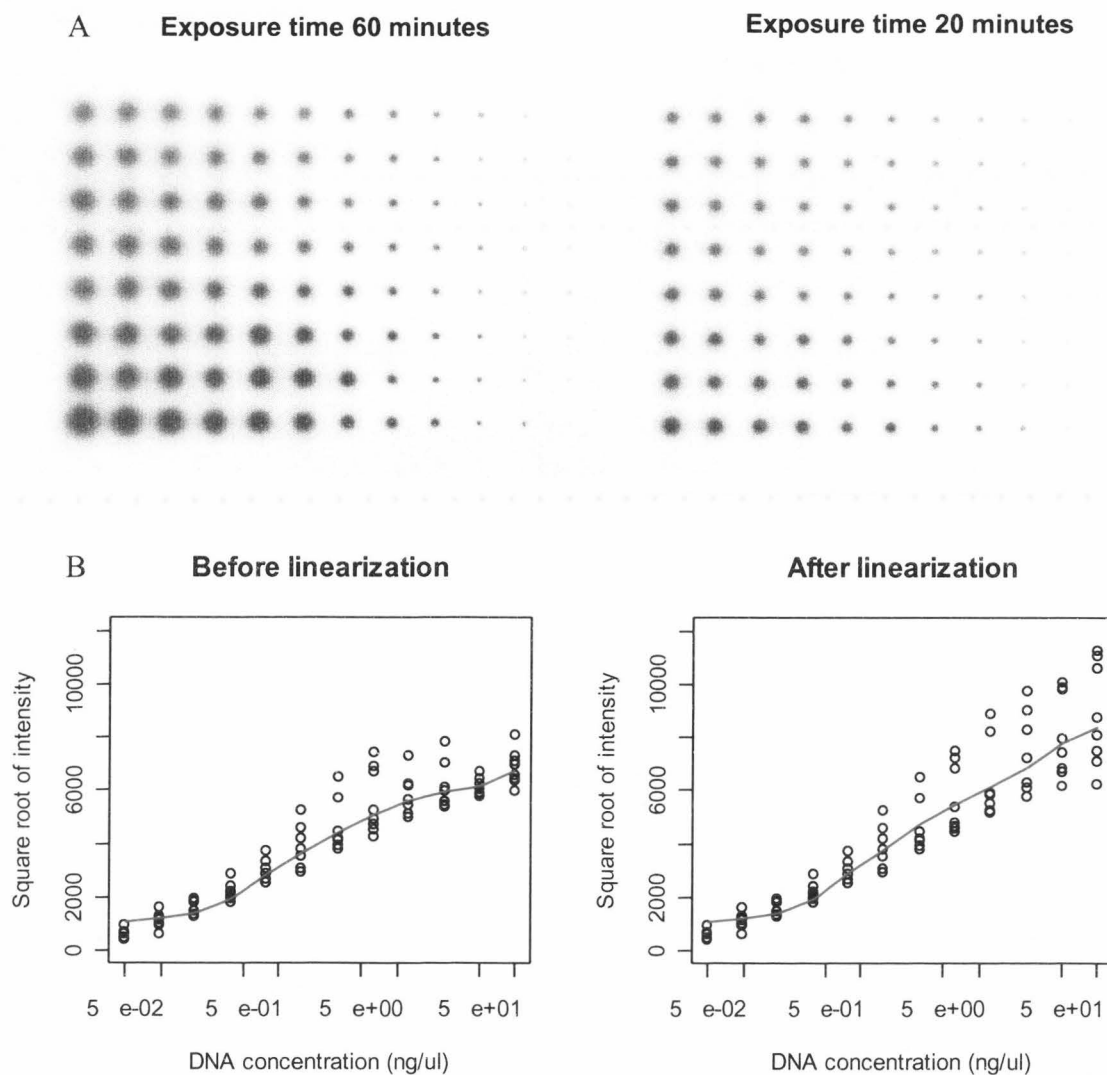 A
Exposure time 60 minutes
Exposure time 20 minutes
B
Before linearization
After linearization
Square root of intensity
0
2000
6000
10000
5 e-02 5 e-01 5 e+00 5 e+01
DNA concentration (ng/ul)
Square root of intensity
0
2000
6000
10000
5 e-02 5 e-01 5 e+00 5 e+01
DNA concentration (ng/ul)